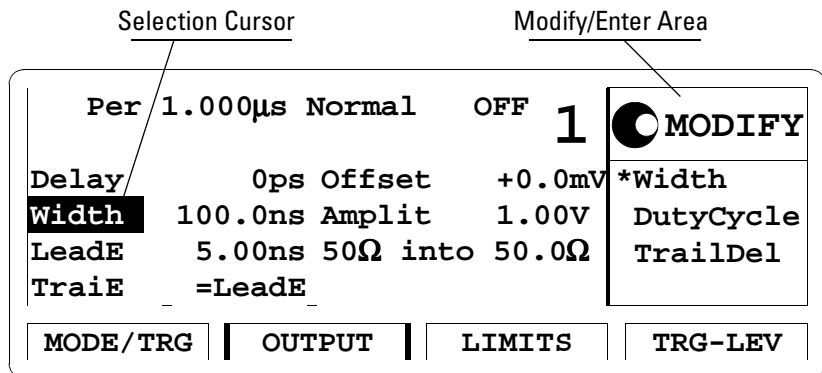 Selection Cursor Modify/Enter Area
Per 1.000µs Normal OFF 1 MODIFY
Delay 0ps Offset +0.0mV *Width
Width 100.0ns Amplit 1.00V DutyCycle
LeadE 5.00ns 50Ω into 50.0Ω TrailDel
TraiE =LeadE
MODE/TRG OUTPUT LIMITS TRG-LEV